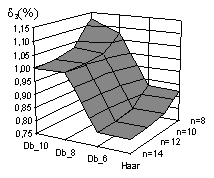 δ₃(%)
1,15
1,10
1,05
1,00
0,95
0,90
0,85
0,80
0,75
Db_10
Db_8
Db_6
Haar
n=14
n= 12
n=10
n=8